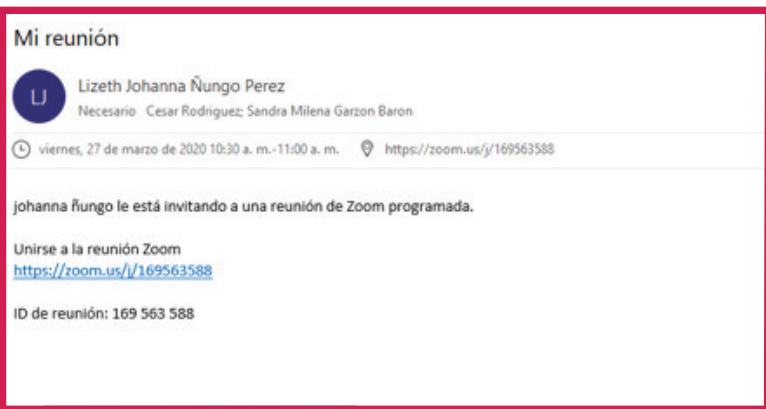 Mi reunión
LJ
Lizeth Johanna Ñungo Perez
Necesario Cesar Rodriguez; Sandra Milena Garzon Baron
viernes, 27 de marzo de 2020 10:30 a. m.-11:00 a. m. https://zoom.us/j/169563588
johanna ñungo le está invitando a una reunión de Zoom programada.
Unirse a la reunión Zoom
https://zoom.us/j/169563588
ID de reunión: 169 563 588